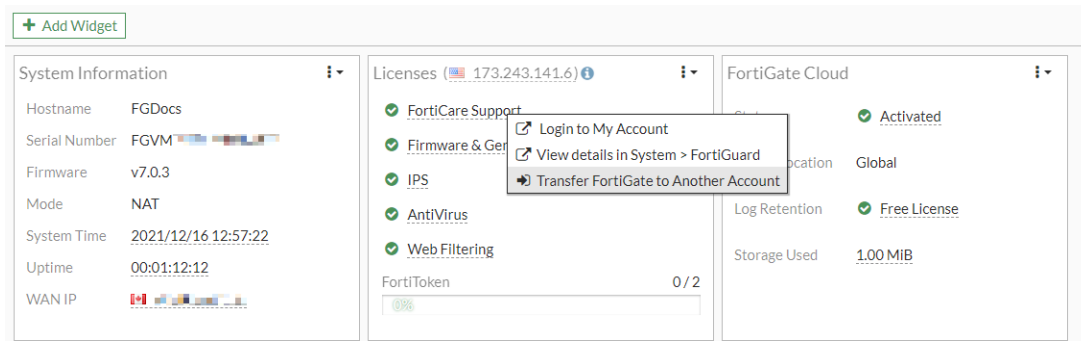 Add Widget
System Information
Hostname FGDocs
Serial Number FGVM
Firmware v7.0.3
Mode NAT
System Time 2021/12/16 12:57:22
Uptime 00:01:12:12
WAN IP
Licenses ( 173.243.141.6)
FortiCare Support
Firmware &
IPS
AntiVirus
Web Filtering
FortiToken 0 / 2
0%
Login to My Account
View details in System > FortiGuard
Transfer FortiGate to Another Account
FortiGate Cloud
Activated
Global
Log Retention Free License
Storage Used 1.00 MiB